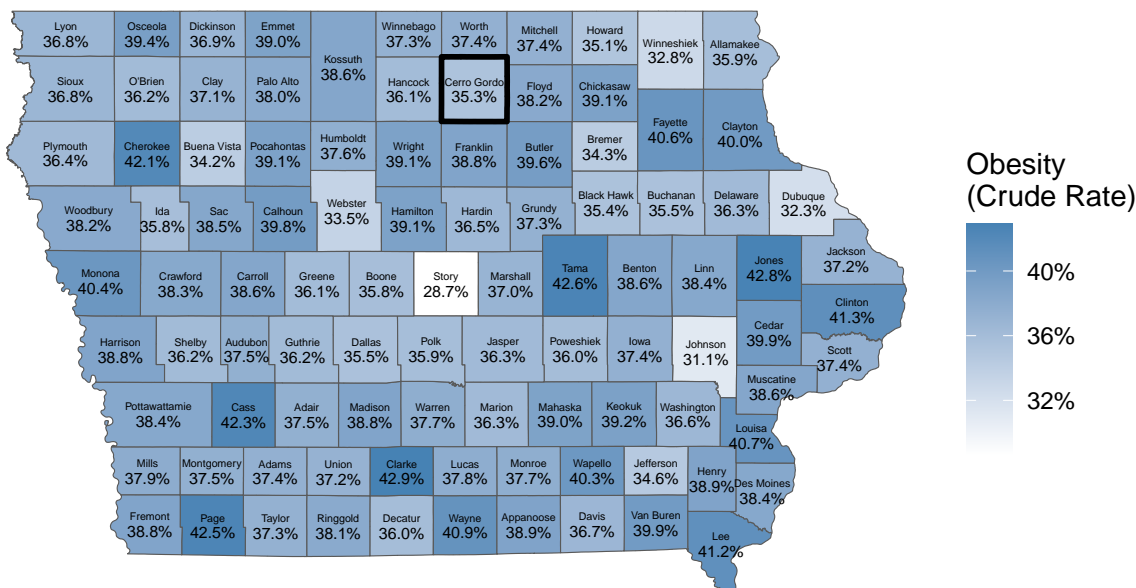 Lyon
36.8%
Osceola
39.4%
Dickinson
36.9%
Emmet
39.0%
Kossuth
38.6%
Winnebago
37.3%
Worth
37.4%
Mitchell
37.4%
Howard
35.1%
Winneshiek
32.8%
Allamakee
35.9%
Sioux
36.8%
O'Brien
36.2%
Clay
37.1%
Palo Alto
38.0%
Hancock
36.1%
Cerro Gordo
35.3%
Floyd
38.2%
Chickasaw
39.1%
Fayette
40.6%
Clayton
40.0%
Plymouth
36.4%
Cherokee
42.1%
Buena Vista
34.2%
Pocahontas
39.1%
Humboldt
37.6%
Wright
39.1%
Franklin
38.8%
Butler
39.6%
Bremer
34.3%
Woodbury
38.2%
Ida
35.8%
Sac
38.5%
Calhoun
39.8%
Webster
33.5%
Hamilton
39.1%
Hardin
36.5%
Grundy
37.3%
Black Hawk
35.4%
Buchanan
35.5%
Delaware
36.3%
Dubuque
32.3%
Monona
40.4%
Crawford
38.3%
Carroll
38.6%
Greene
36.1%
Boone
35.8%
Story
28.7%
Marshall
37.0%
Tama
42.6%
Benton
38.6%
Linn
38.4%
Jones
42.8%
Jackson
37.2%
Clinton
41.3%
Harrison
38.8%
Shelby
36.2%
Audubon
37.5%
Guthrie
36.2%
Dallas
35.5%
Polk
35.9%
Jasper
36.3%
Poweshiek
36.0%
Iowa
37.4%
Johnson
31.1%
Cedar
39.9%
Scott
37.4%
Muscatine
38.6%
Pottawattamie
38.4%
Cass
42.3%
Adair
37.5%
Madison
38.8%
Warren
37.7%
Marion
36.3%
Mahaska
39.0%
Keokuk
39.2%
Washington
36.6%
Louisa
40.7%
Mills
37.9%
Montgomery
37.5%
Adams
37.4%
Union
37.2%
Clarke
42.9%
Lucas
37.8%
Monroe
37.7%
Wapello
40.3%
Jefferson
34.6%
Henry
38.9%
Des Moines
38.4%
Fremont
38.8%
Page
42.5%
Taylor
37.3%
Ringgold
38.1%
Decatur
36.0%
Wayne
40.9%
Appanoose
38.9%
Davis
36.7%
Van Buren
39.9%
Lee
41.2%
Obesity
(Crude Rate)
40%
36%
32%